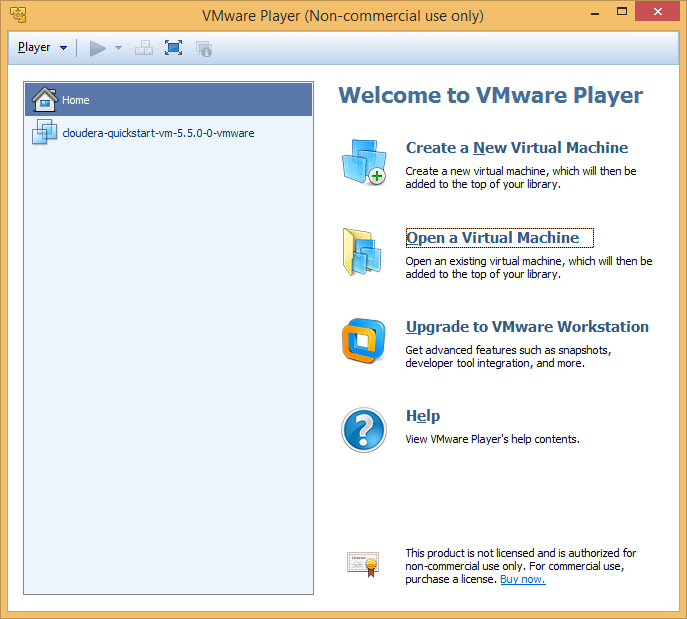 VMware Player (Non-commercial use only)
Player
Home
cloudera-quickstart-vm-5.5.0-0-vmware
Welcome to VMware Player
Create a New Virtual Machine
Create a new virtual machine, which will then be
added to the top of your library.
Open a Virtual Machine
Open an existing virtual machine, which will then be
added to the top of your library.
Upgrade to VMware Workstation
Get advanced features such as snapshots,
developer tool integration, and more.
Help
View VMware Player's help contents.
This product is not licensed and is authorized for
non-commercial use only. For commercial use,
purchase a license. Buy now.